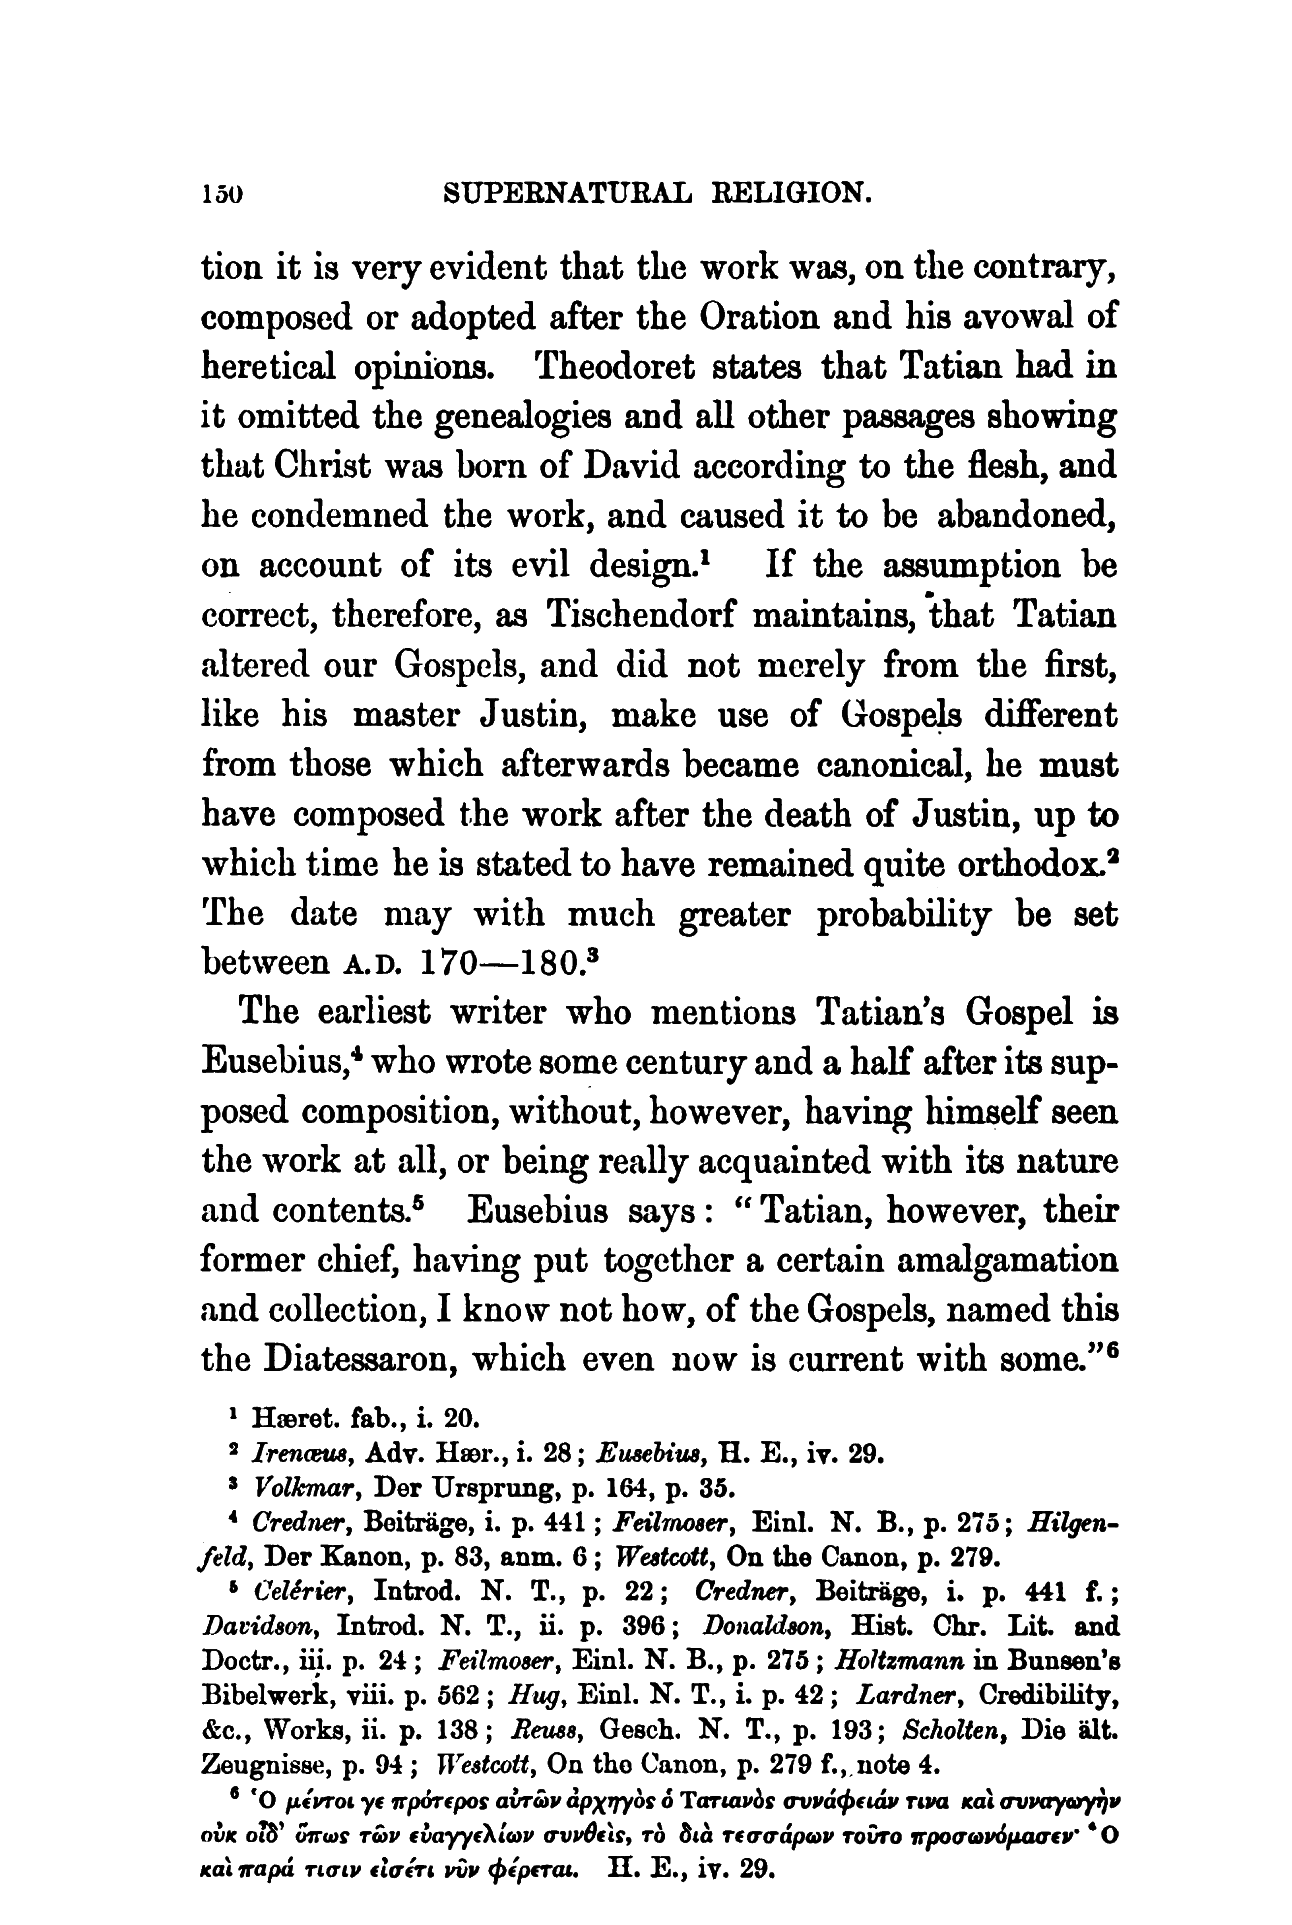 150 SUPERNATURAL RELIGION.
tion it is very evident that the work was, on the contrary,
composed or adopted after the Oration and his avowal of
heretical opinions. Theodoret states that Tatian had in
it omitted the genealogies and all other passages showing
that Christ was born of David according to the flesh, and
he condemned the work, and caused it to be abandoned,
on account of its evil design.¹ If the assumption be
correct, therefore, as Tischendorf maintains, that Tatian
altered our Gospels, and did not merely from the first,
like his master Justin, make use of Gospels different
from those which afterwards became canonical, he must
have composed the work after the death of Justin, up to
which time he is stated to have remained quite orthodox.²
The date may with much greater probability be set
between A.D. 170—180.³
The earliest writer who mentions Tatian's Gospel is
Eusebius,⁴ who wrote some century and a half after its sup-
posed composition, without, however, having himself seen
the work at all, or being really acquainted with its nature
and contents.⁵ Eusebius says: "Tatian, however, their
former chief, having put together a certain amalgamation
and collection, I know not how, of the Gospels, named this
the Diatessaron, which even now is current with some."⁶
¹ Hæret. fab., i. 20.
² Irenæus, Adv. Hær., i. 28; Eusebius, H. E., iv. 29.
³ Volkmar, Der Ursprung, p. 164, p. 35.
⁴ Credner, Beiträge, i. p. 441; Feilmoser, Einl. N. B., p. 275; Hilgen-
feld, Der Kanon, p. 83, anm. 6; Westcott, On the Canon, p. 279.
⁵ Celérier, Introd. N. T., p. 22; Credner, Beiträge, i. p. 441 f.;
Davidson, Introd. N. T., ii. p. 396; Donaldson, Hist. Chr. Lit. and
Doctr., iii. p. 24; Feilmoser, Einl. N. B., p. 275; Holtzmann in Bunsen's
Bibelwerk, viii. p. 562; Hug, Einl. N. T., i. p. 42; Lardner, Credibility,
&c., Works, ii. p. 138; Reuss, Gesch. N. T., p. 193; Scholten, Die ält.
Zeugnisse, p. 94; Westcott, On the Canon, p. 279 f., note 4.
⁶ Ὁ μέντοι γε πρότερος αὐτῶν ἀρχηγὸς ὁ Τατιανὸς συνάφειάν τινα καὶ συναγωγὴν
οὐκ οἶδ' ὅπως τῶν εὐαγγελίων συνθεὶς, τὸ διὰ τεσσάρων τοῦτο προσωνόμασεν· Ὃ
καὶ παρά τισιν εἰσέτι νῦν φέρεται. H. E., iv. 29.